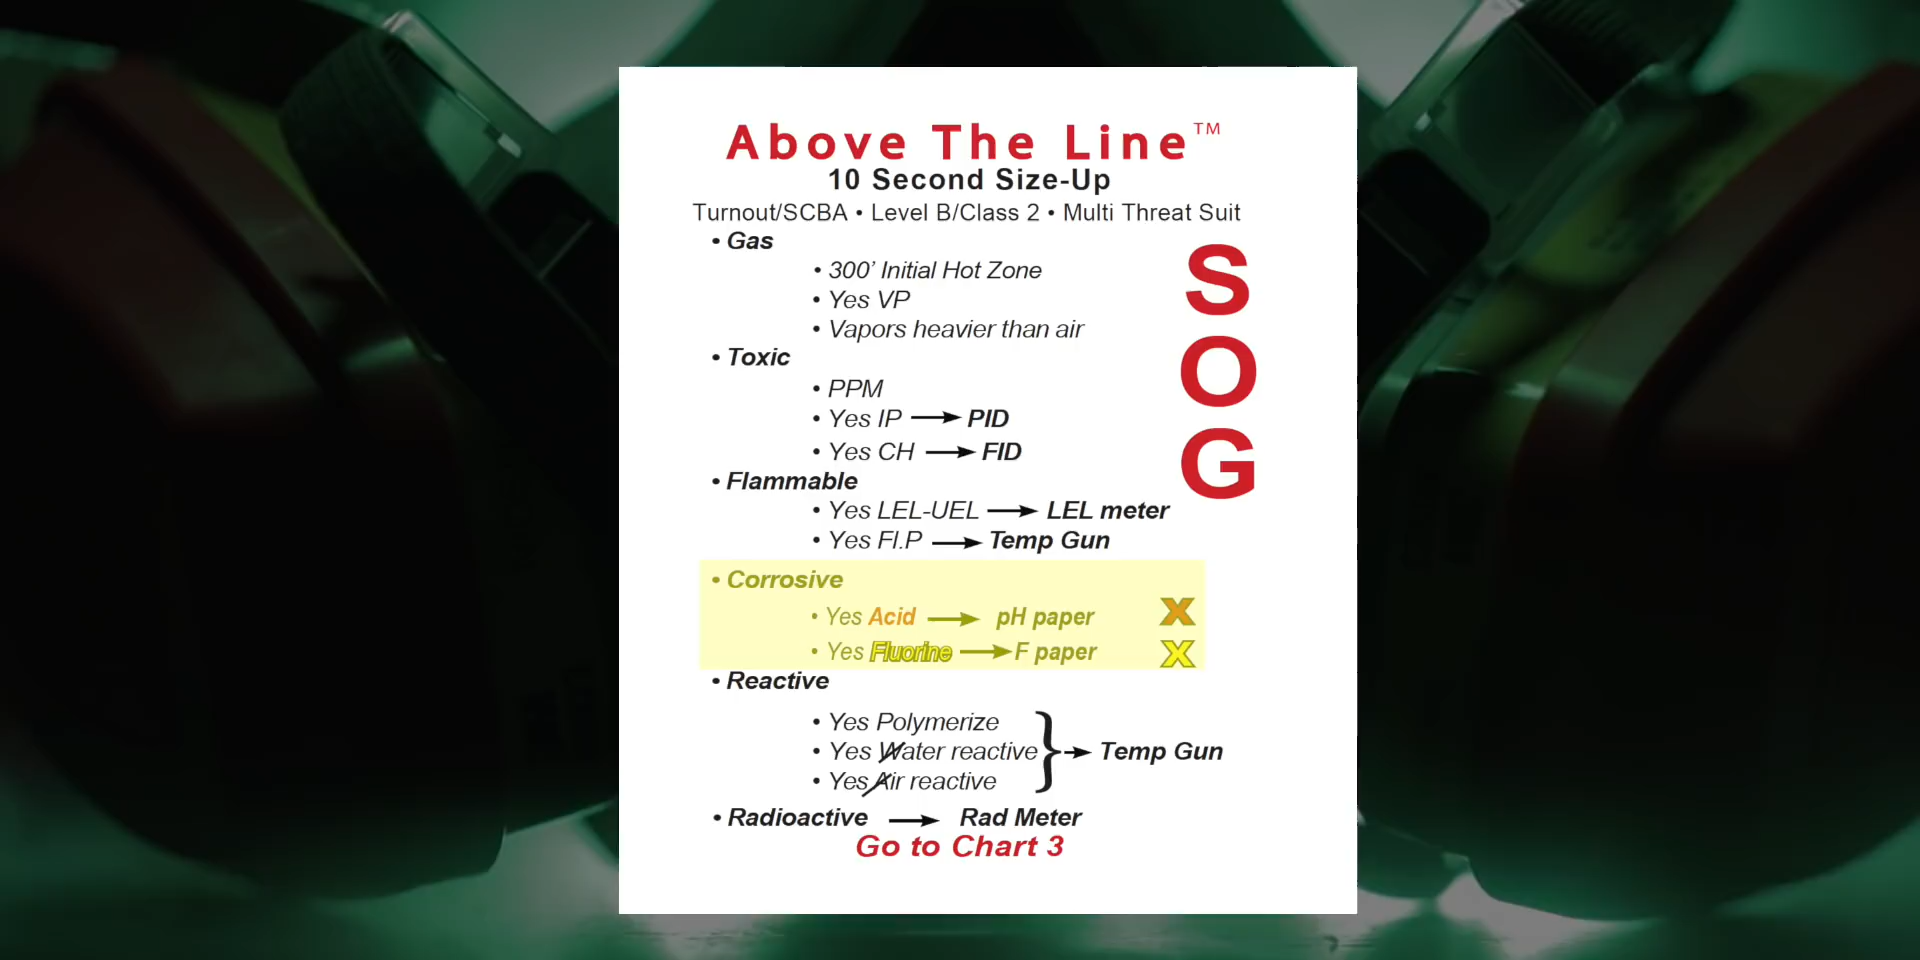 Above The Line™
10 Second Size-Up
Turnout/SCBA • Level B/Class 2 • Multi Threat Suit
• Gas
• 300’ Initial Hot Zone
• Yes VP
• Vapors heavier than air
• Toxic
• PPM
• Yes IP → PID
• Yes CH → FID
• Flammable
• Yes LEL-UEL → LEL meter
• Yes Fl.P → Temp Gun
• Corrosive
• Yes Acid → pH paper X
• Yes Fluorine → F paper X
• Reactive
• Yes Polymerize
• Yes Water reactive } → Temp Gun
• Yes Air reactive
• Radioactive → Rad Meter
Go to Chart 3
S
O
G